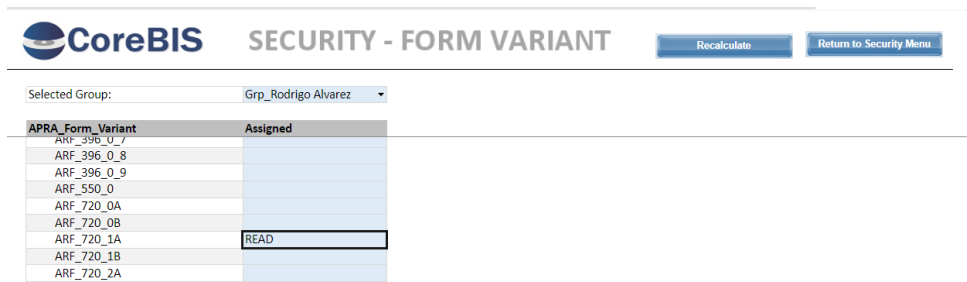 CoreBIS SECURITY - FORM VARIANT Recalculate Return to Security Menu
Selected Group: Grp_Rodrigo Alvarez
APRA_Form_Variant Assigned
ARF_396_0_7
ARF_396_0_8
ARF_396_0_9
ARF_550_0
ARF_720_0A
ARF_720_0B
ARF_720_1A READ
ARF_720_1B
ARF_720_2A